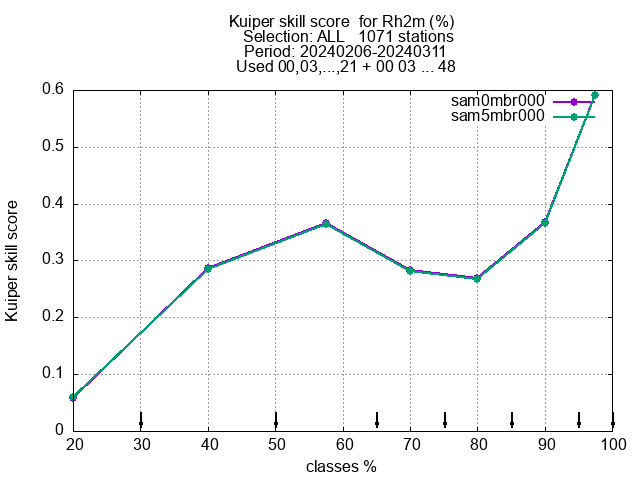 Kuiper skill score  for Rh2m (%)
Selection: ALL   1071 stations
Period: 20240206-20240311
Used 00,03,...,21 + 00 03 ... 48
sam0mbr000
sam5mbr000
0.6
0.5
0.4
0.3
0.2
0.1
0
Kuiper skill score
20 30 40 50 60 70 80 90 100
classes %